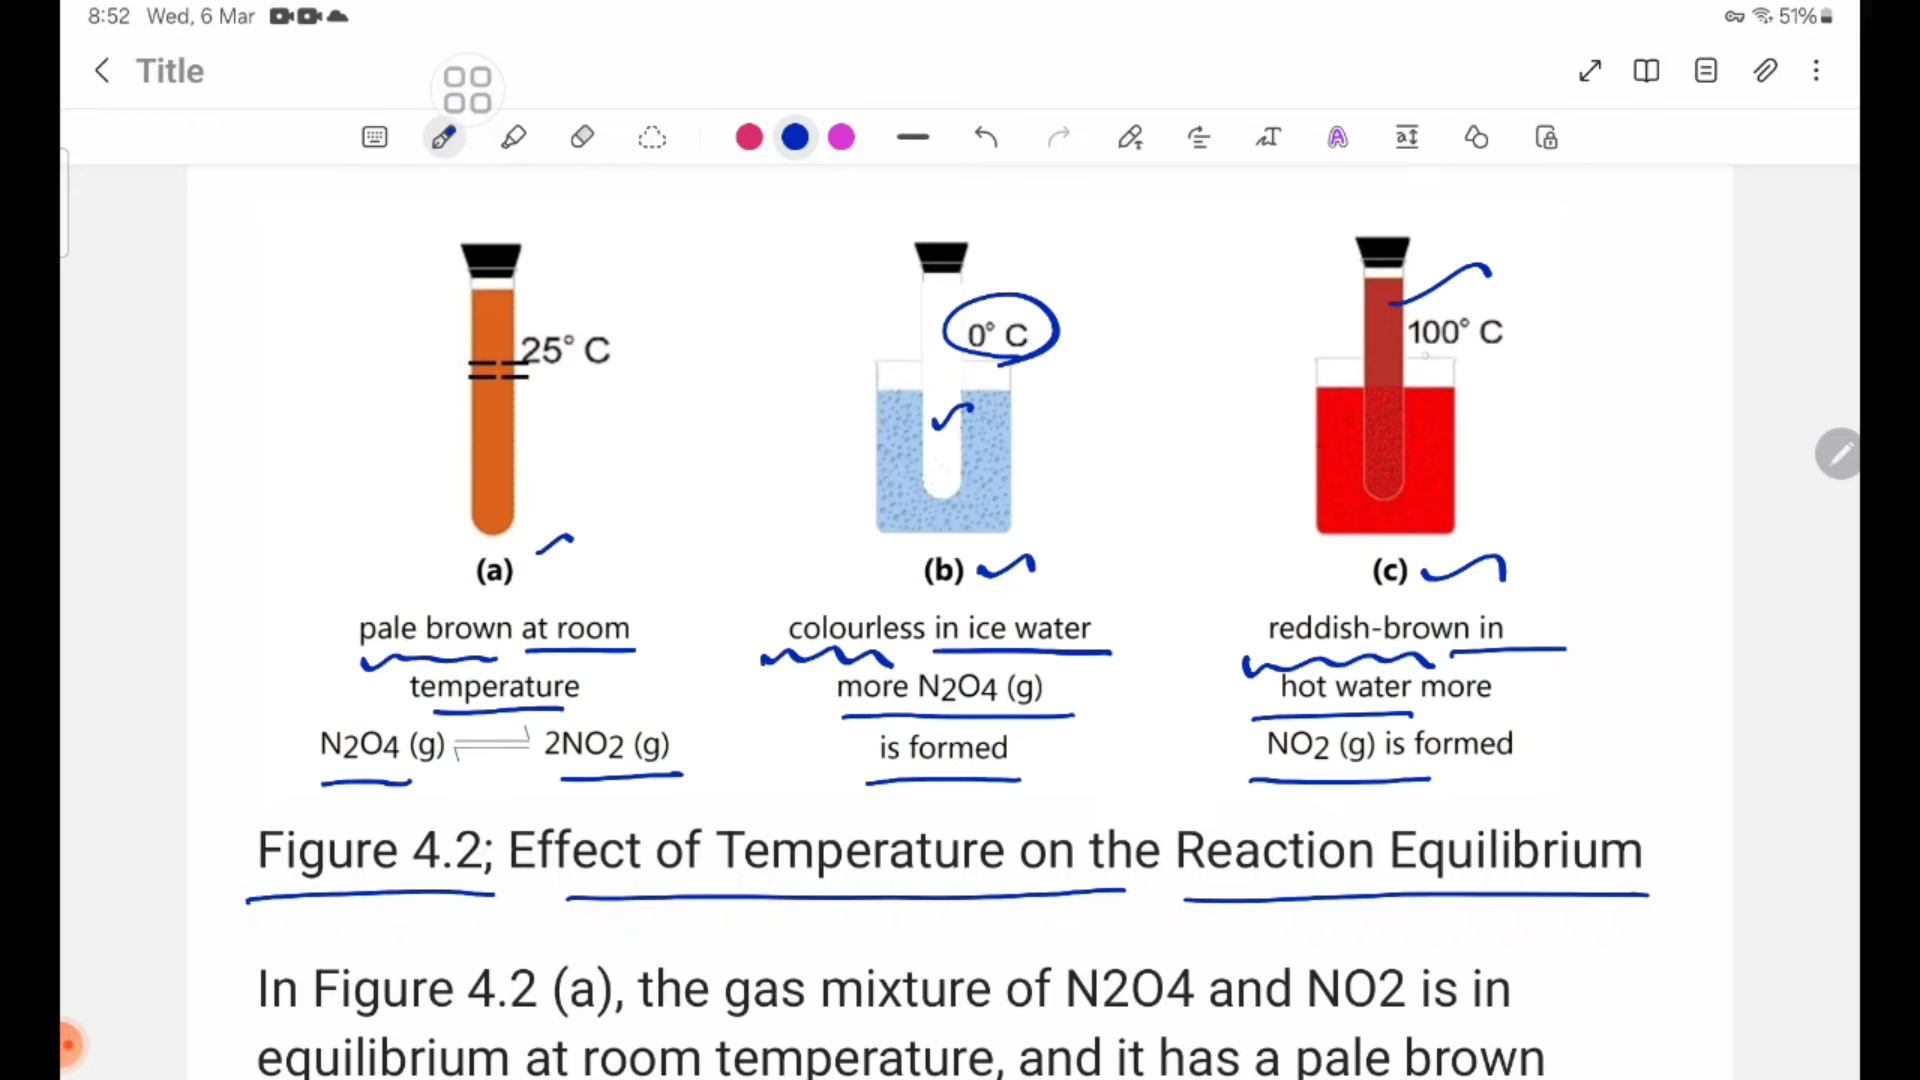 8:52 Wed, 6 Mar
51%
Title
25° C
0° C
100° C
(a)
(b)
(c)
pale brown at room
temperature
N2O4 (g) 2NO2 (g)
colourless in ice water
more N2O4 (g)
is formed
reddish-brown in
hot water more
NO2 (g) is formed
Figure 4.2; Effect of Temperature on the Reaction Equilibrium
In Figure 4.2 (a), the gas mixture of N2O4 and NO2 is in
equilibrium at room temperature, and it has a pale brown